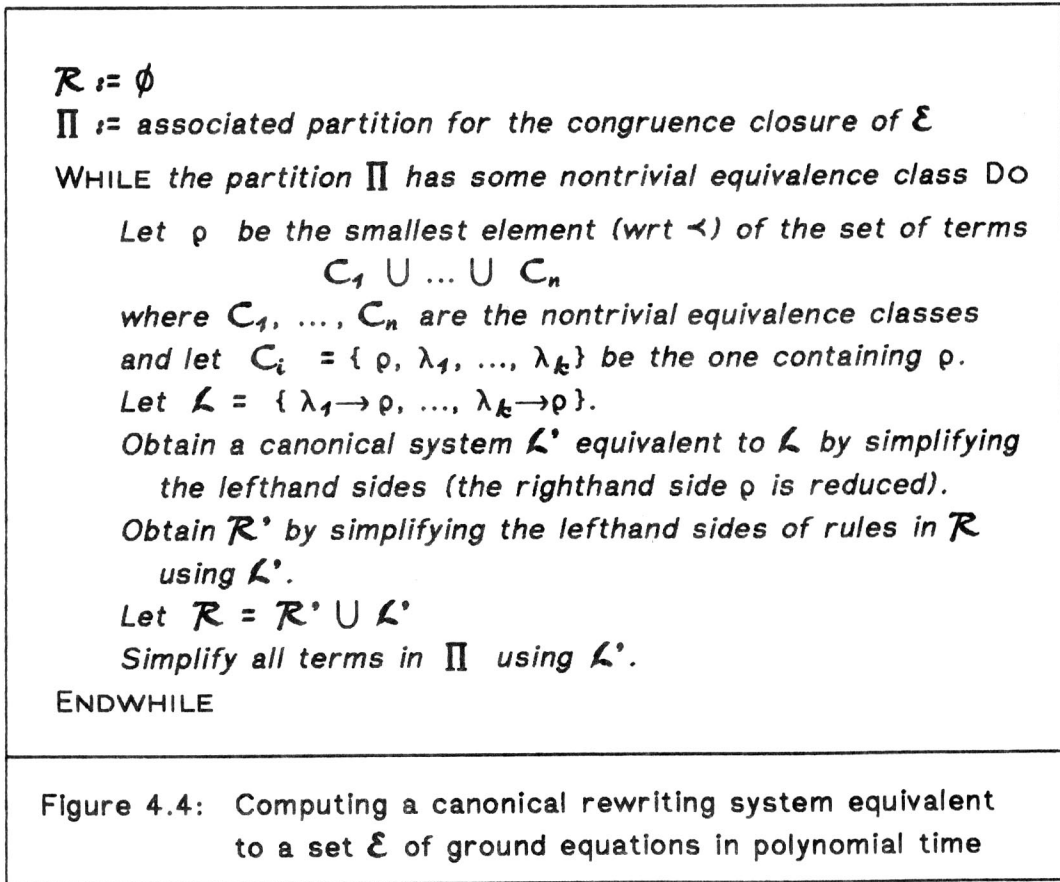 ℛ := ∅
Π := associated partition for the congruence closure of ℰ
WHILE the partition Π has some nontrivial equivalence class DO
Let ρ be the smallest element (wrt ≺) of the set of terms
C₁ ∪ ... ∪ Cₙ
where C₁, ..., Cₙ are the nontrivial equivalence classes
and let Cᵢ = { ρ, λ₁, ..., λₖ} be the one containing ρ.
Let ℒ = { λ₁→ρ, ..., λₖ→ρ}.
Obtain a canonical system ℒ' equivalent to ℒ by simplifying
the lefthand sides (the righthand side ρ is reduced).
Obtain ℛ' by simplifying the lefthand sides of rules in ℛ
using ℒ'.
Let ℛ = ℛ' ∪ ℒ'
Simplify all terms in Π using ℒ'.
ENDWHILE
Figure 4.4: Computing a canonical rewriting system equivalent
to a set ℰ of ground equations in polynomial time